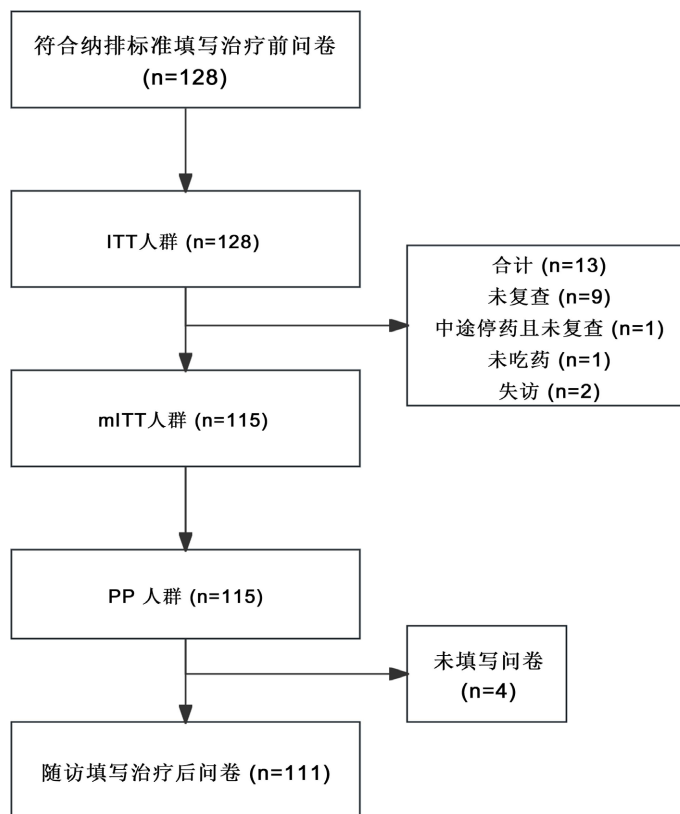 符合纳排标准填写治疗前问卷
(n=128)
ITT人群 (n=128)
合计 (n=13)
未复查 (n=9)
中途停药且未复查 (n=1)
未吃药 (n=1)
失访 (n=2)
mITT人群 (n=115)
PP 人群 (n=115)
未填写问卷
(n=4)
随访填写治疗后问卷 (n=111)